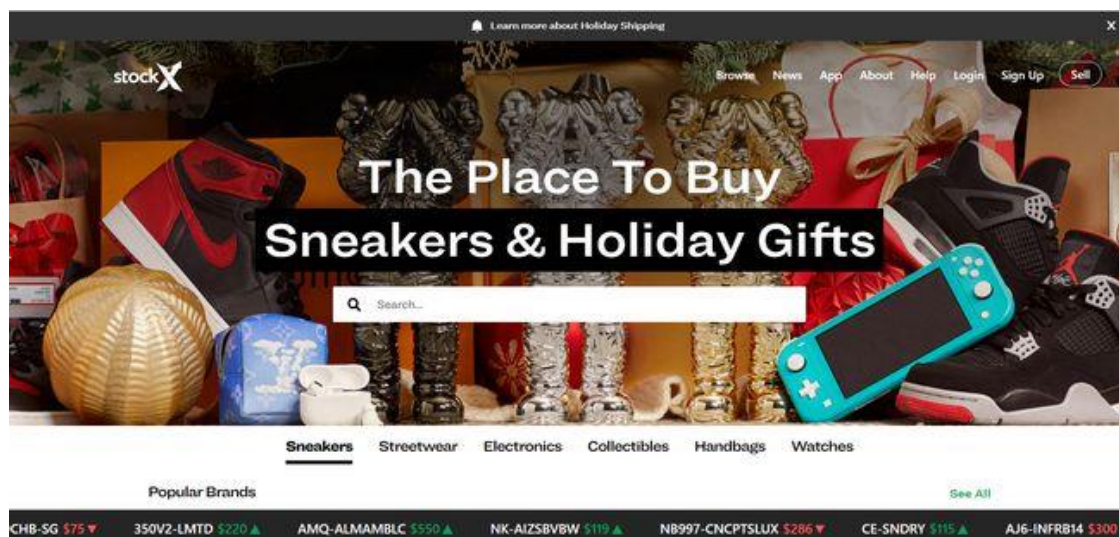 Learn more about Holiday Shipping X
stockX
Browse News App About Help Login Sign Up Sell
The Place To Buy
Sneakers & Holiday Gifts
Search...
Sneakers Streetwear Electronics Collectibles Handbags Watches
Popular Brands See All
CHB-SG $75 ▼ 350V2-LMTD $220 ▲ AMQ-ALMAMBLC $550 ▲ NK-AIZSBVBW $119 ▲ NB997-CNCPTSLUX $286 ▼ CE-SNDRY $115 ▲ AJ6-INFRB14 $300